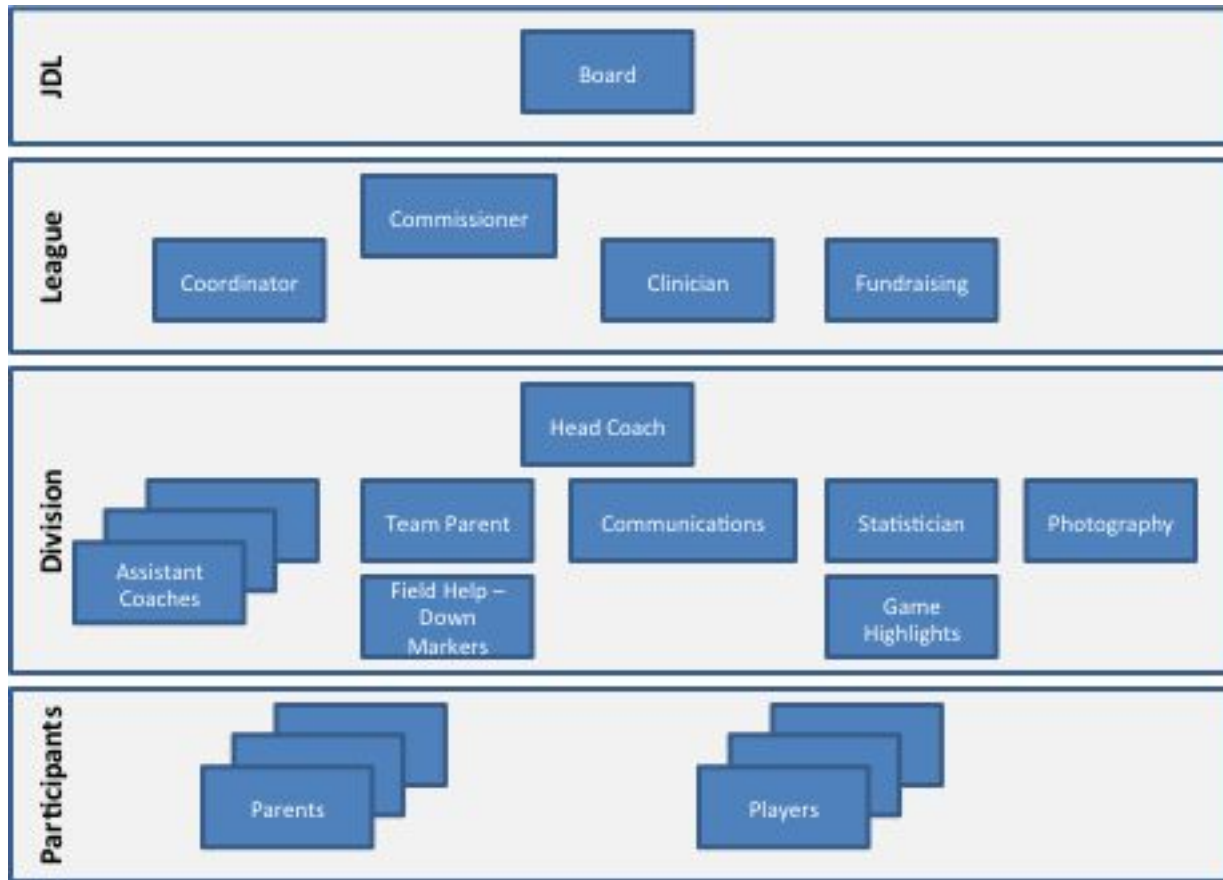 JDL
Board
League
Commissioner
Coordinator
Clinician
Fundraising
Division
Head Coach
Team Parent
Communications
Statistician
Photography
Assistant
Coaches
Field Help –
Down
Markers
Game
Highlights
Participants
Parents
Players